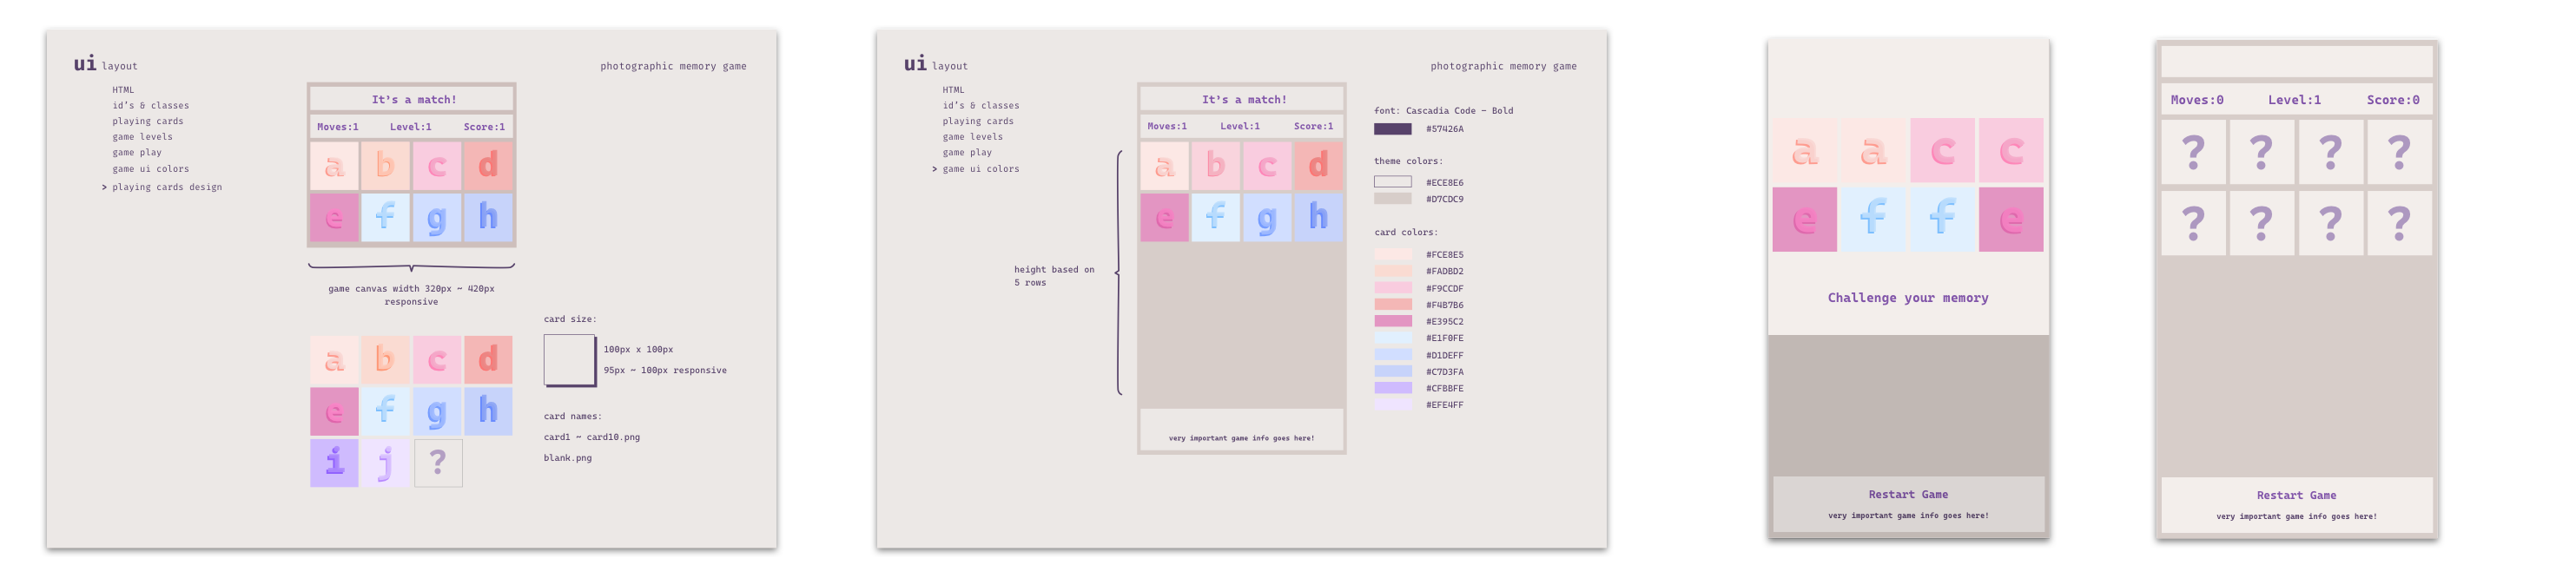 ui layout
photographic memory game
HTML
id's & classes
playing cards
game levels
game play
game ui colors
> playing cards design
It's a match!
Moves:1 Level:1 Score:1
a b c d
e f g h
game canvas width 320px ~ 420px
responsive
a b c d
e f g h
i j ?
card size:
100px x 100px
95px ~ 100px responsive
card names:
card1 ~ card10.png
blank.png
ui layout
photographic memory game
HTML
id's & classes
playing cards
game levels
game play
> game ui colors
It's a match!
Moves:1 Level:1 Score:1
a b c d
e f g h
height based on
5 rows
very important game info goes here!
font: Cascadia Code - Bold
#57426A
theme colors:
#ECE8E6
#D7CDC9
card colors:
#FCE8E5
#FADBD2
#F9CCDF
#F4B7B6
#E395C2
#E1F0FE
#D1DEFF
#C7D3FA
#CFBBFE
#EFE4FF
a a c c
e f f e
Challenge your memory
Restart Game
very important game info goes here!
Moves:0 Level:1 Score:0
? ? ? ?
? ? ? ?
Restart Game
very important game info goes here!